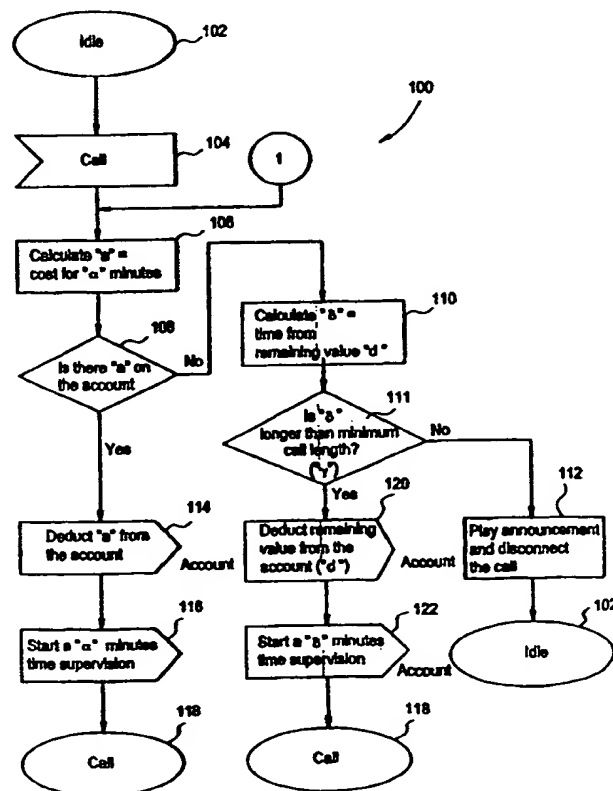 Idle
102
100
Call
104
1
106
Calculate "a" =
cost for "α" minutes
Calculate "δ" =
time from
remaining value "d"
110
108
Is there "a" on
the account
No
Is "δ"
longer than minimum
call length?
("γ")
111
No
Yes
Yes
114
120
112
Deduct "a" from
the account
Account
Deduct remaining
value from the
account ("d")
Account
Play announcement
and disconnect
the call
116
122
102
Start a "α" minutes
time supervision
Start a "δ" minutes
time supervision
Account
Idle
118
118
Call
Call